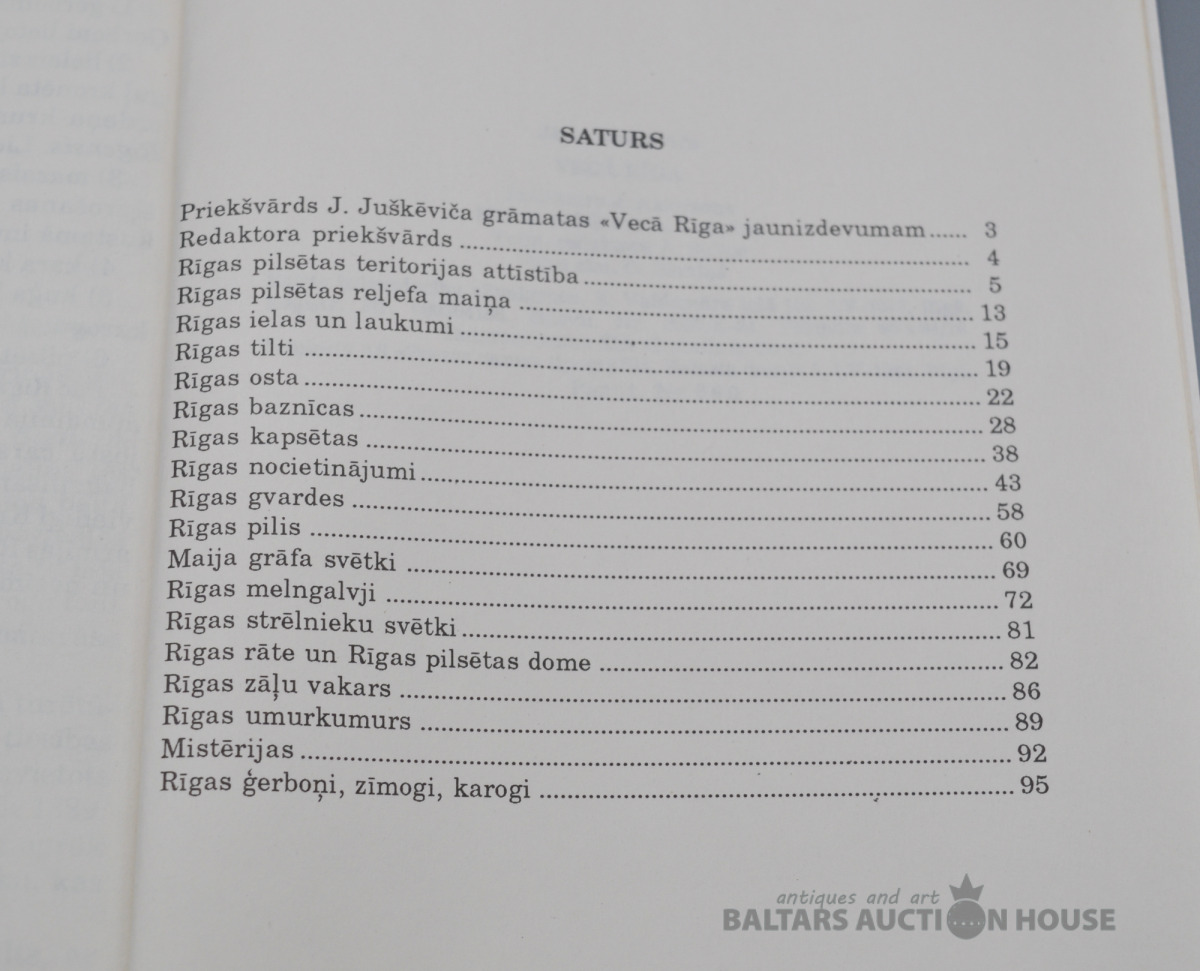 SATURS
Priekšvārds J. Juškēviča grāmatas «Vecā Rīga» jaunizdevumam ...... 3
Redaktora priekšvārds ...... 4
Rīgas pilsētas teritorijas attīstība ...... 5
Rīgas pilsētas reljefa maiņa ...... 13
Rīgas ielas un laukumi ...... 15
Rīgas tilti ...... 19
Rīgas osta ...... 22
Rīgas baznīcas ...... 28
Rīgas kapsētas ...... 38
Rīgas nocietinājumi ...... 43
Rīgas gvardes ...... 58
Rīgas pilis ...... 60
Maija grāfa svētki ...... 69
Rīgas melngalvji ...... 72
Rīgas strēlnieku svētki ...... 81
Rīgas rāte un Rīgas pilsētas dome ...... 82
Rīgas zāļu vakars ...... 86
Rīgas umurkumurs ...... 89
Mistērijas ...... 92
Rīgas ģerboņi, zīmogi, karogi ...... 95
antiques and art
BALTARS AUCTION HOUSE